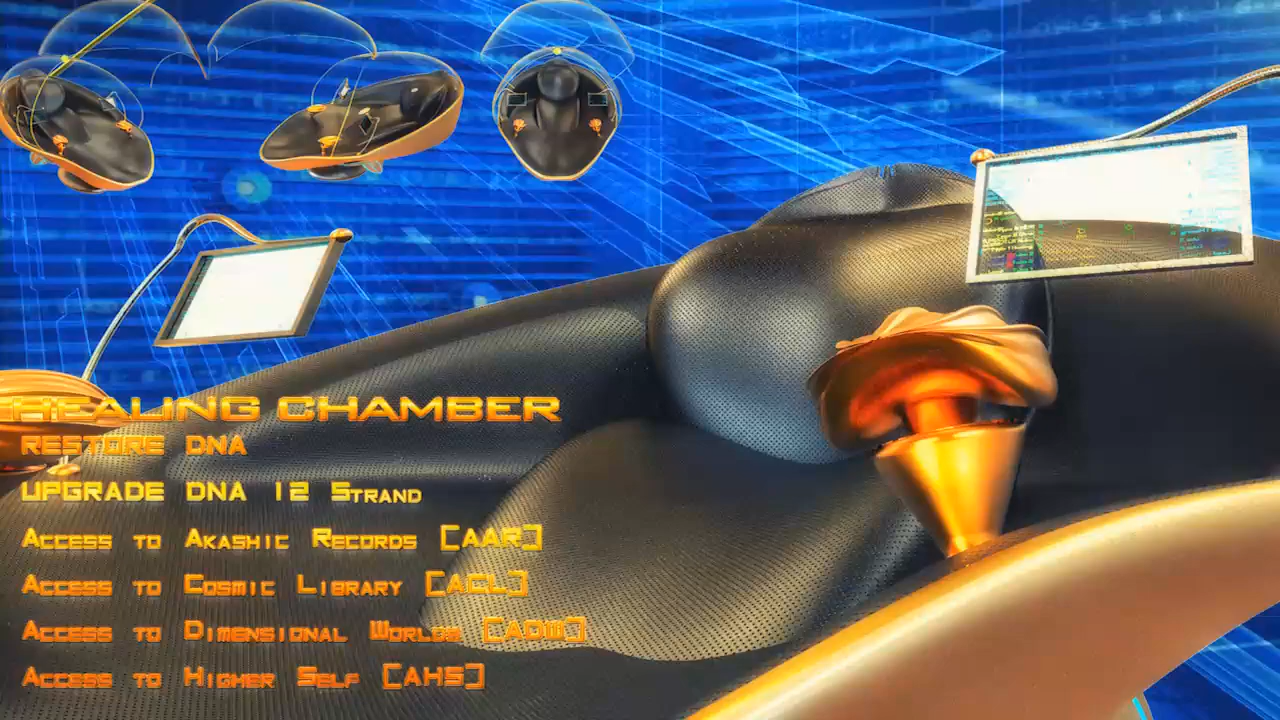 HEALING CHAMBER
RESTORE DNA
UPGRADE DNA 12 STRAND
ACCESS TO AKASHIC RECORDS [AAR]
ACCESS TO COSMIC LIBRARY [ACL]
ACCESS TO DIMENSIONAL WORLDS [ADW]
ACCESS TO HIGHER SELF [AHS]